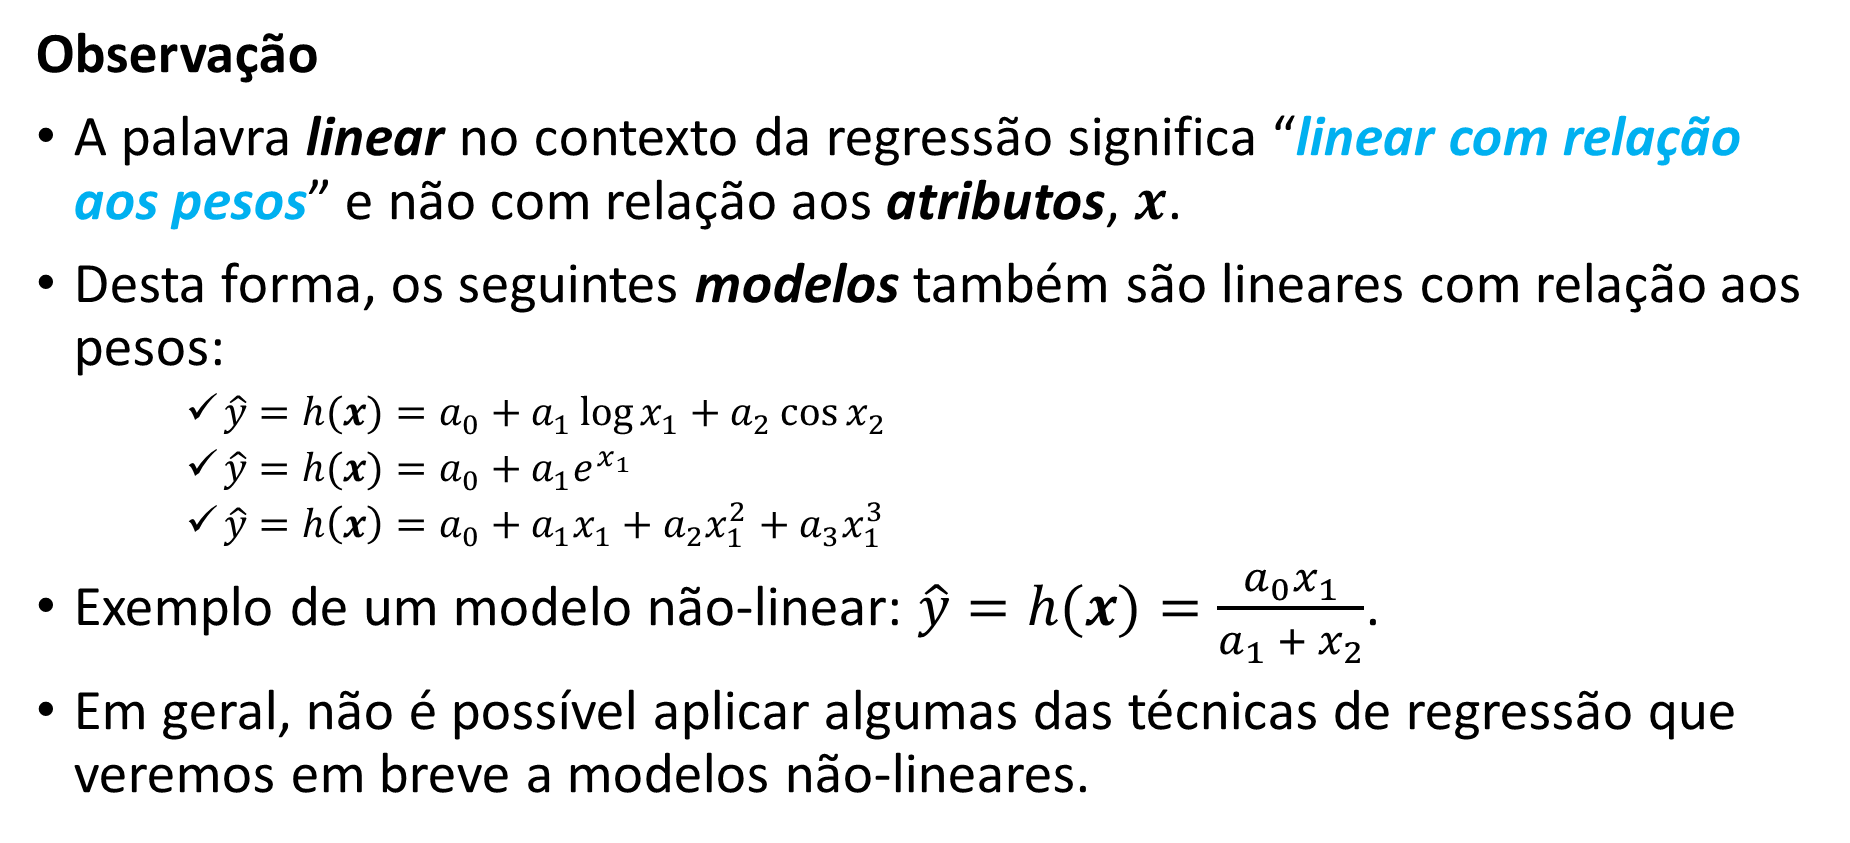 Observação
• A palavra linear no contexto da regressão significa “linear com relação
aos pesos” e não com relação aos atributos, x.
• Desta forma, os seguintes modelos também são lineares com relação aos
pesos:
✓ ŷ = h(x) = a₀ + a₁ log x₁ + a₂ cos x₂
✓ ŷ = h(x) = a₀ + a₁e^{x₁}
✓ ŷ = h(x) = a₀ + a₁x₁ + a₂x₁² + a₃x₁³
• Exemplo de um modelo não-linear: ŷ = h(x) = \frac{a₀x₁}{a₁ + x₂}.
• Em geral, não é possível aplicar algumas das técnicas de regressão que
veremos em breve a modelos não-lineares.